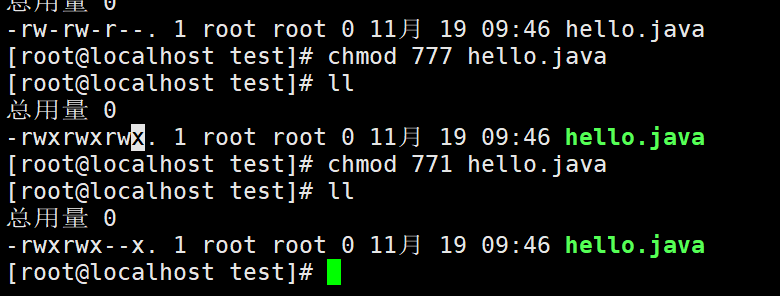 总用量 0
-rw-rw-r--. 1 root root 0 11月 19 09:46 hello.java
[root@localhost test]# chmod 777 hello.java
[root@localhost test]# ll
总用量 0
-rwxrwxrwx. 1 root root 0 11月 19 09:46 hello.java
[root@localhost test]# chmod 771 hello.java
[root@localhost test]# ll
总用量 0
-rwxrwx--x. 1 root root 0 11月 19 09:46 hello.java
[root@localhost test]#